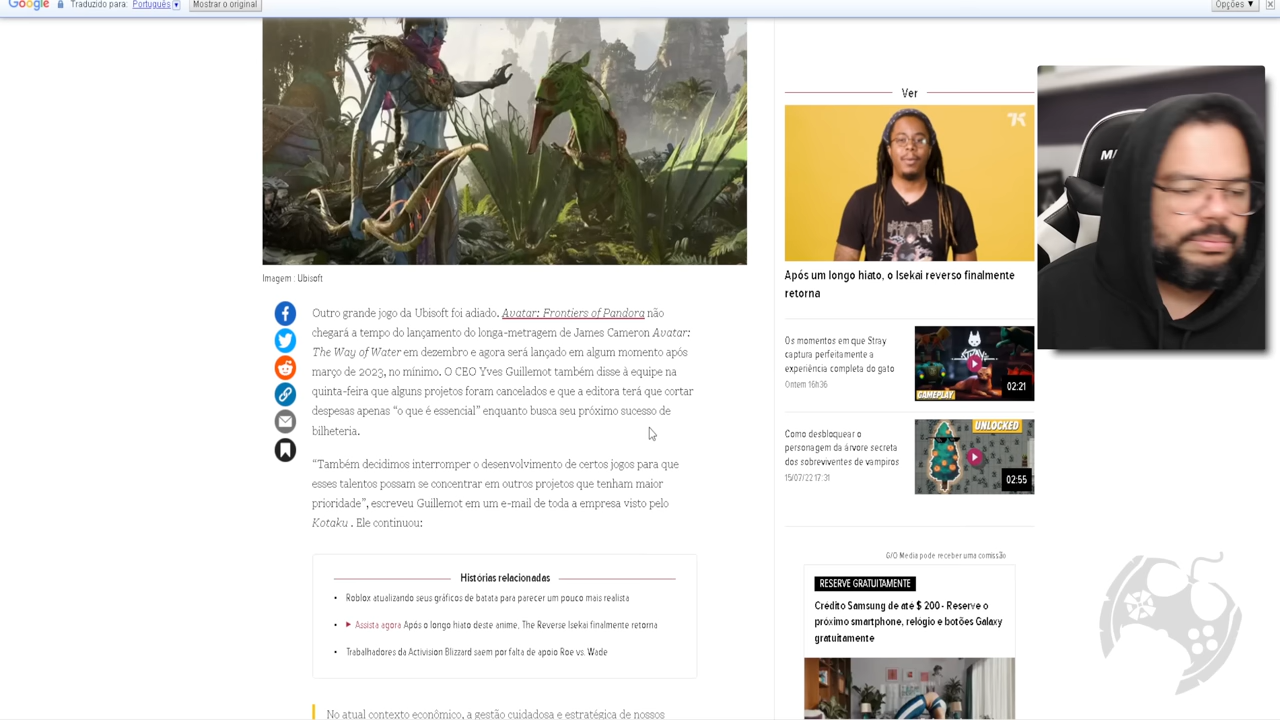 Google Traduzido para: Português Mostrar o original Opções
Ver
Após um longo hiato, o Isekai reverso finalmente
retorna
Imagem : Ubisoft
Outro grande jogo da Ubisoft foi adiado. Avatar: Frontiers of Pandora não
chegará a tempo do lançamento do longa-metragem de James Cameron Avatar:
The Way of Water em dezembro e agora será lançado em algum momento após
março de 2023, no mínimo. O CEO Yves Guillemot também disse à equipe na
quinta-feira que alguns projetos foram cancelados e que a editora terá que cortar
despesas apenas “o que é essencial” enquanto busca seu próximo sucesso de
bilheteria.
“Também decidimos interromper o desenvolvimento de certos jogos para que
esses talentos possam se concentrar em outros projetos que tenham maior
prioridade”, escreveu Guillemot em um e-mail de toda a empresa visto pelo
Kotaku . Ele continuou:
Histórias relacionadas
• Roblox atualizando seus gráficos de batata para parecer um pouco mais realista
• Assista agora Após o longo hiato deste anime, The Reverse Isekai finalmente retorna
• Trabalhadores da Activision Blizzard saem por falta de apoio Roe vs. Wade
No atual contexto econômico, a gestão cuidadosa e estratégica de nossos
Os momentos em que Stray
captura perfeitamente a
experiência completa do gato
Ontem 16h36
STRAY
GAMEPLAY
02:21
Como desbloquear o
personagem da árvore secreta
dos sobreviventes de vampiros
15/07/22 17:31
UNLOCKED
02:55
G/O Media pode receber uma comissão
RESERVE GRATUITAMENTE
Crédito Samsung de até $ 200 - Reserve o
próximo smartphone, relógio e botões Galaxy
gratuitamente